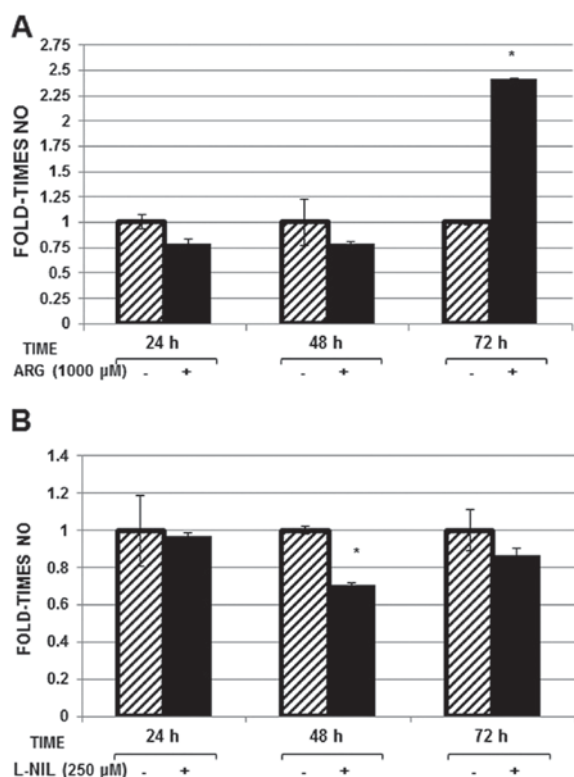 A
2.75
2.5
2.25
2
1.75
1.5
1.25
1
0.75
0.5
0.25
0
FOLD-TIMES NO
*
TIME 24 h 48 h 72 h
ARG (1000 µM) - + - + - +
B
1.4
1.2
1
0.8
0.6
0.4
0.2
0
FOLD-TIMES NO
*
TIME 24 h 48 h 72 h
L-NIL (250 µM) - + - + - +